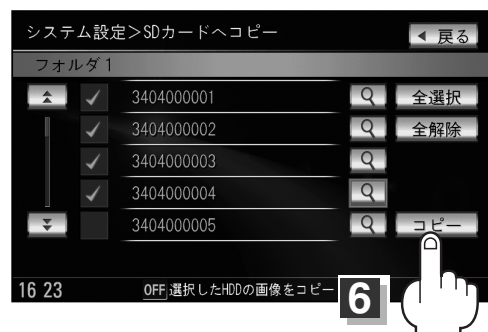 システム設定＞SDカードへコピー
戻る
フォルダ1
3404000001
全選択
3404000002
全解除
3404000003
3404000004
3404000005
コピー
16 23
OFF 選択したHDDの画像をコピー
6